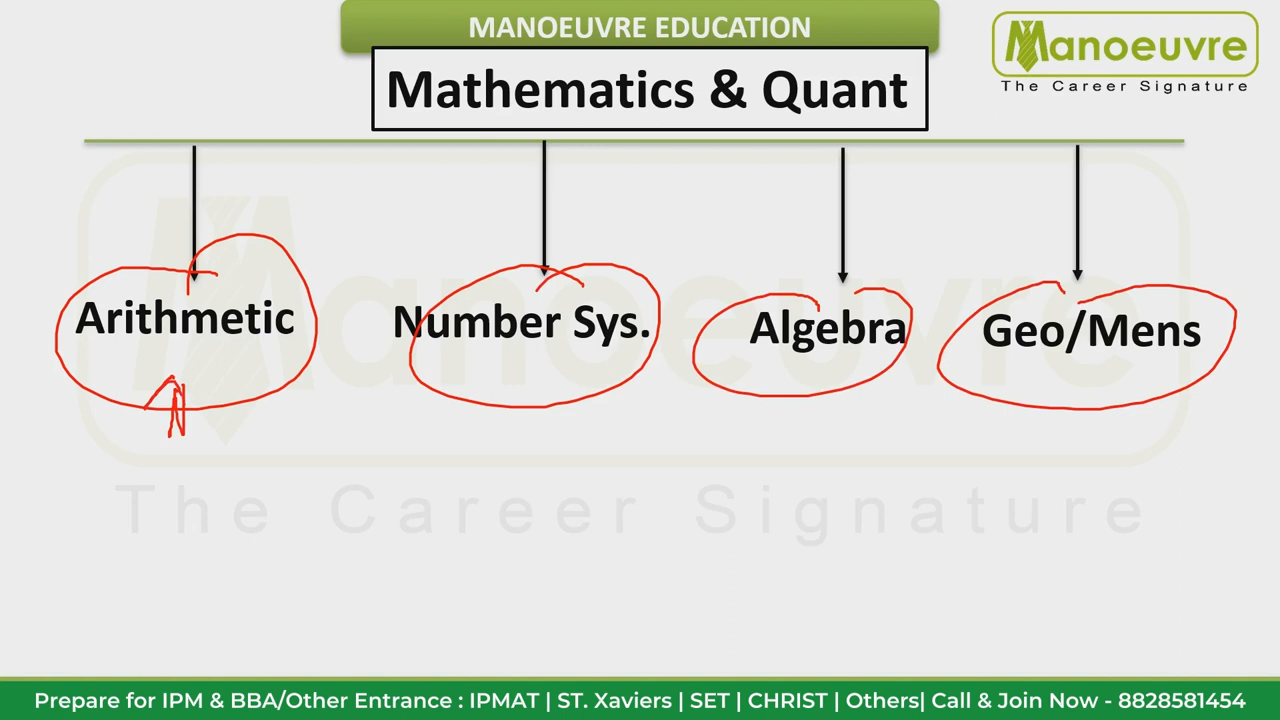 MANOEUVRE EDUCATION
Manoeuvre
The Career Signature
Mathematics & Quant
Arithmetic
Number Sys.
Algebra
Geo/Mens
Manoeuvre
The Career Signature
Prepare for IPM & BBA/Other Entrance : IPMAT | ST. Xaviers | SET | CHRIST | Others| Call & Join Now - 8828581454